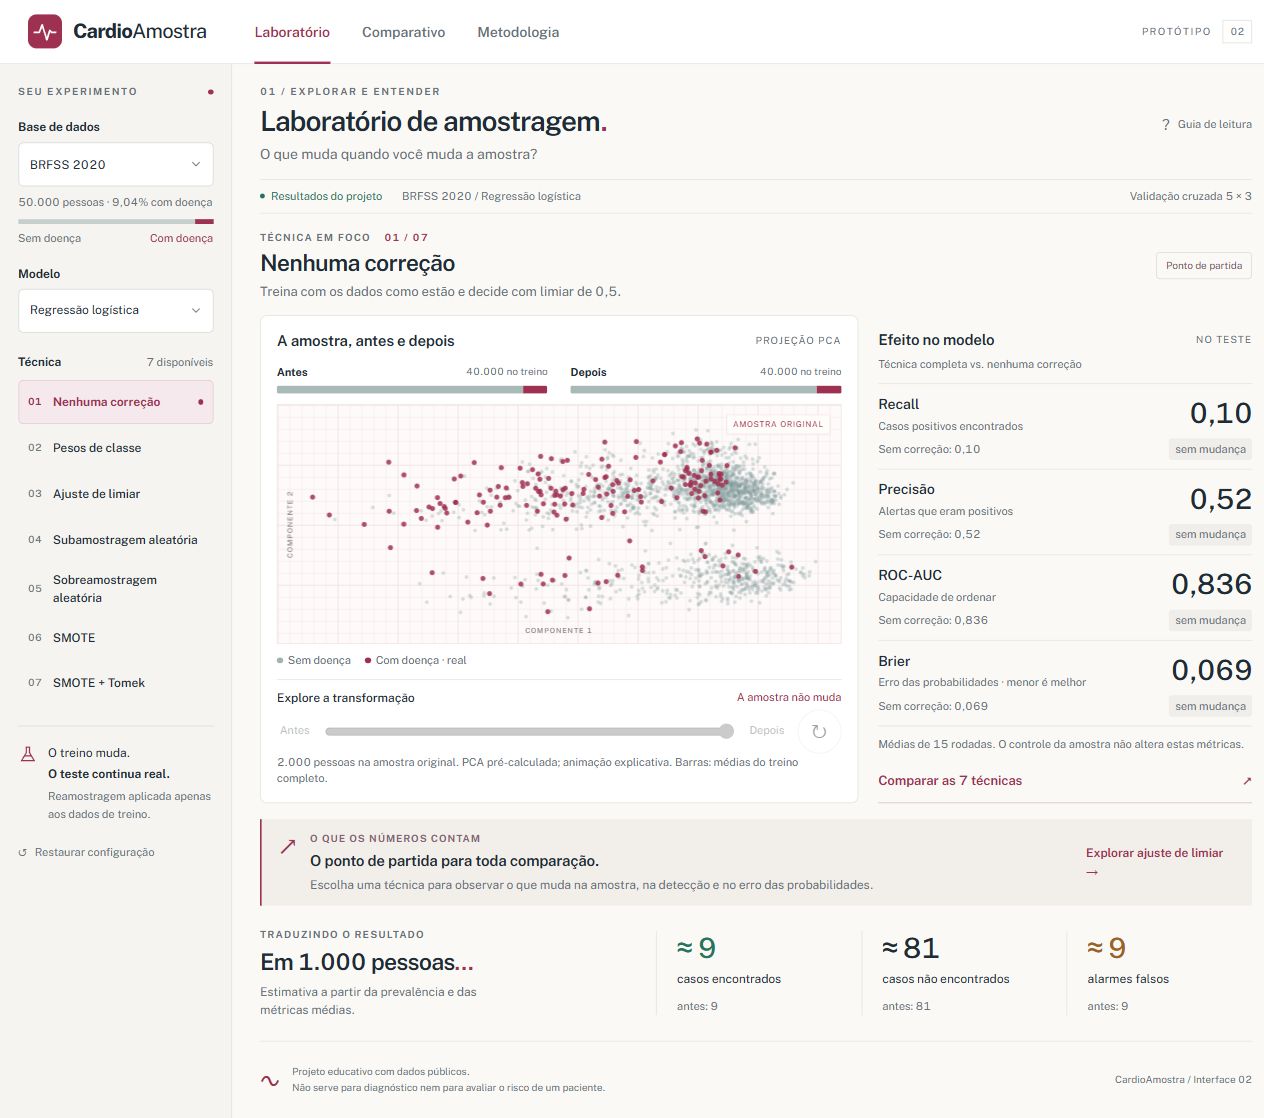 CardioAmostra
Laboratório
Comparativo
Metodologia
PROTÓTIPO 02
SEU EXPERIMENTO
Base de dados
BRFSS 2020
50.000 pessoas · 9,04% com doença
Sem doença
Com doença
Modelo
Regressão logística
Técnica
7 disponíveis
01 Nenhuma correção
02 Pesos de classe
03 Ajuste de limiar
04 Subamostragem aleatória
05 Sobreamostragem
aleatória
06 SMOTE
07 SMOTE + Tomek
O treino muda.
O teste continua real.
Reamostragem aplicada apenas
aos dados de treino.
↺ Restaurar configuração
01 / EXPLORAR E ENTENDER
Laboratório de amostragem.
O que muda quando você muda a amostra?
? Guia de leitura
Resultados do projeto
BRFSS 2020 / Regressão logística
Validação cruzada 5 × 3
TÉCNICA EM FOCO 01 / 07
Nenhuma correção
Treina com os dados como estão e decide com limiar de 0,5.
Ponto de partida
A amostra, antes e depois
PROJEÇÃO PCA
Antes
40.000 no treino
Depois
40.000 no treino
AMOSTRA ORIGINAL
COMPONENTE 2
COMPONENTE 1
Sem doença
Com doença · real
Explore a transformação
A amostra não muda
Antes
Depois
↻
2.000 pessoas na amostra original. PCA pré-calculada; animação explicativa. Barras: médias do treino
completo.
Efeito no modelo
NO TESTE
Técnica completa vs. nenhuma correção
Recall
0,10
Casos positivos encontrados
Sem correção: 0,10
sem mudança
Precisão
0,52
Alertas que eram positivos
Sem correção: 0,52
sem mudança
ROC-AUC
0,836
Capacidade de ordenar
Sem correção: 0,836
sem mudança
Brier
0,069
Erro das probabilidades · menor é melhor
Sem correção: 0,069
sem mudança
Médias de 15 rodadas. O controle da amostra não altera estas métricas.
Comparar as 7 técnicas ↗
O QUE OS NÚMEROS CONTAM
O ponto de partida para toda comparação.
Escolha uma técnica para observar o que muda na amostra, na detecção e no erro das probabilidades.
Explorar ajuste de limiar
→
TRADUZINDO O RESULTADO
Em 1.000 pessoas...
Estimativa a partir da prevalência e das
métricas médias.
≈ 9
casos encontrados
antes: 9
≈ 81
casos não encontrados
antes: 81
≈ 9
alarmes falsos
antes: 9
Projeto educativo com dados públicos.
Não serve para diagnóstico nem para avaliar o risco de um paciente.
CardioAmostra / Interface 02